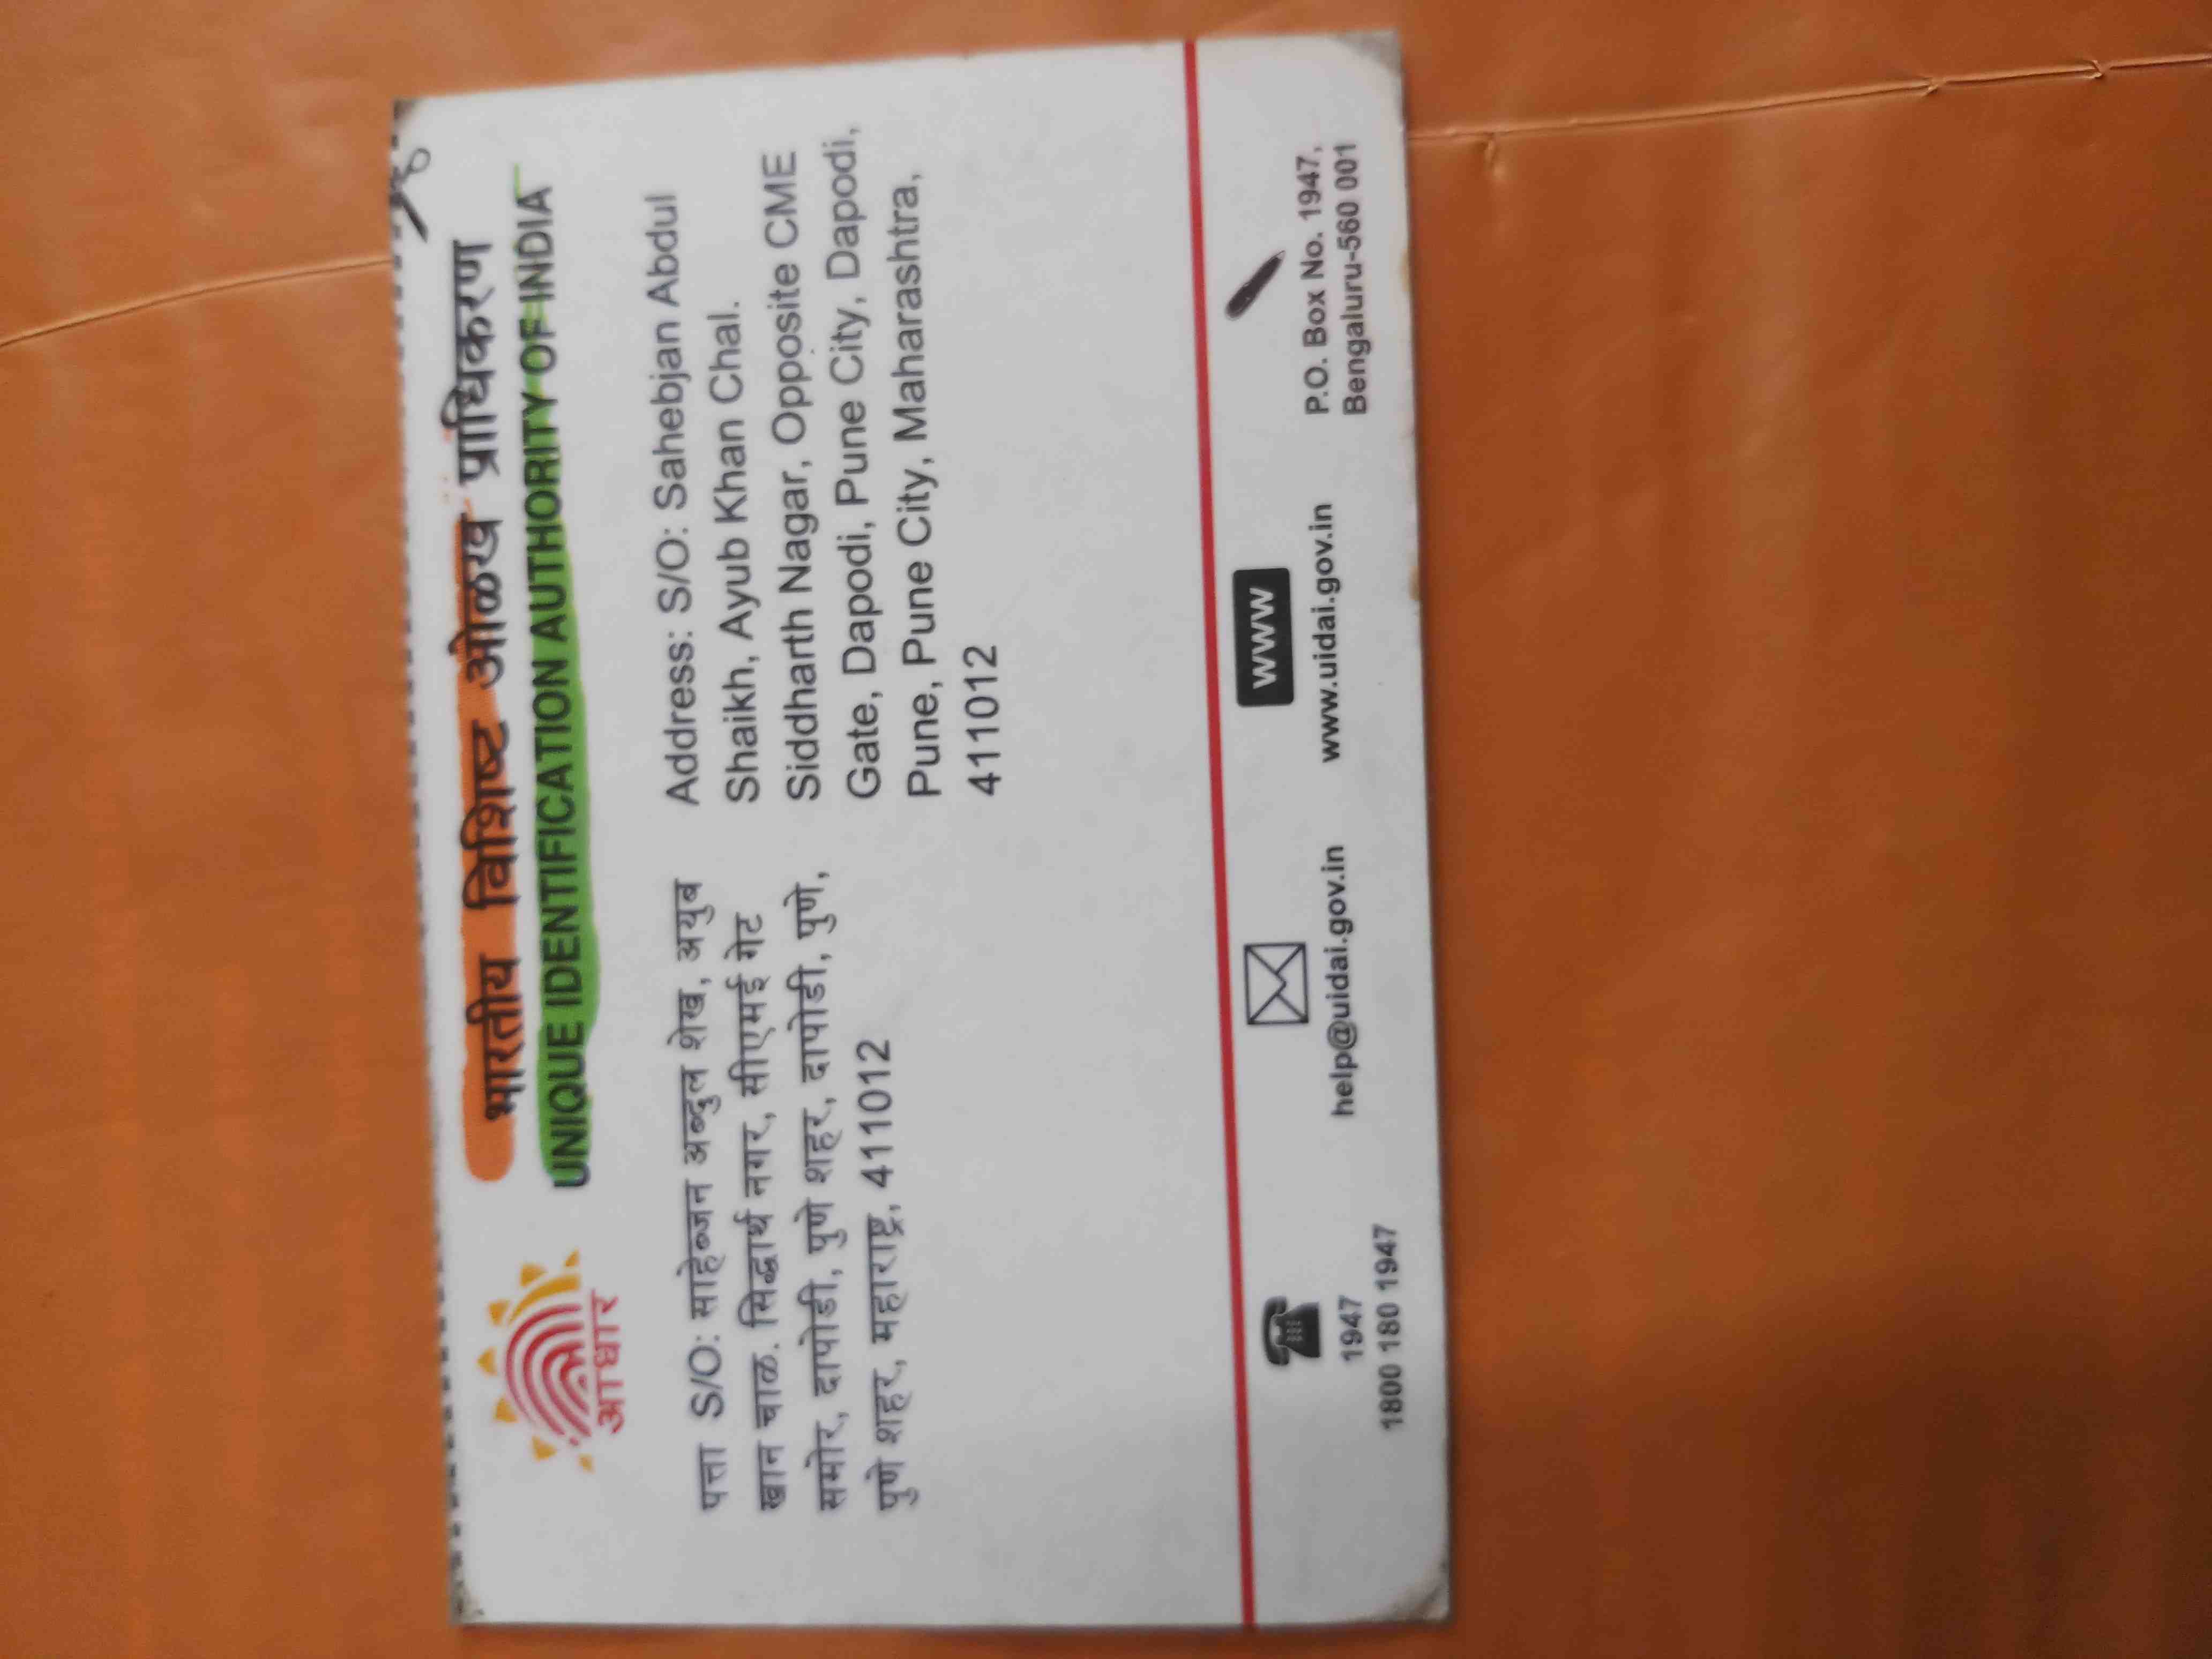 भारतीय विशिष्ट ओळख प्राधिकरण
UNIQUE IDENTIFICATION AUTHORITY OF INDIA
आधार
पत्ता S/O: साहेब्जन अब्दुल शेख, अयुब
खान चाळ. सिद्धार्थ नगर, सीएमई गेट
समोर, दापोडी, पुणे शहर, दापोडी, पुणे,
पुणे शहर, महाराष्ट्र, 411012
Address: S/O: Sahebjan Abdul
Shaikh, Ayub Khan Chal.
Siddharth Nagar, Opposite CME
Gate, Dapodi, Pune City, Dapodi,
Pune, Pune City, Maharashtra,
411012
1947
1800 180 1947
help@uidai.gov.in
WWW
www.uidai.gov.in
P.O. Box No. 1947,
Bengaluru-560 001